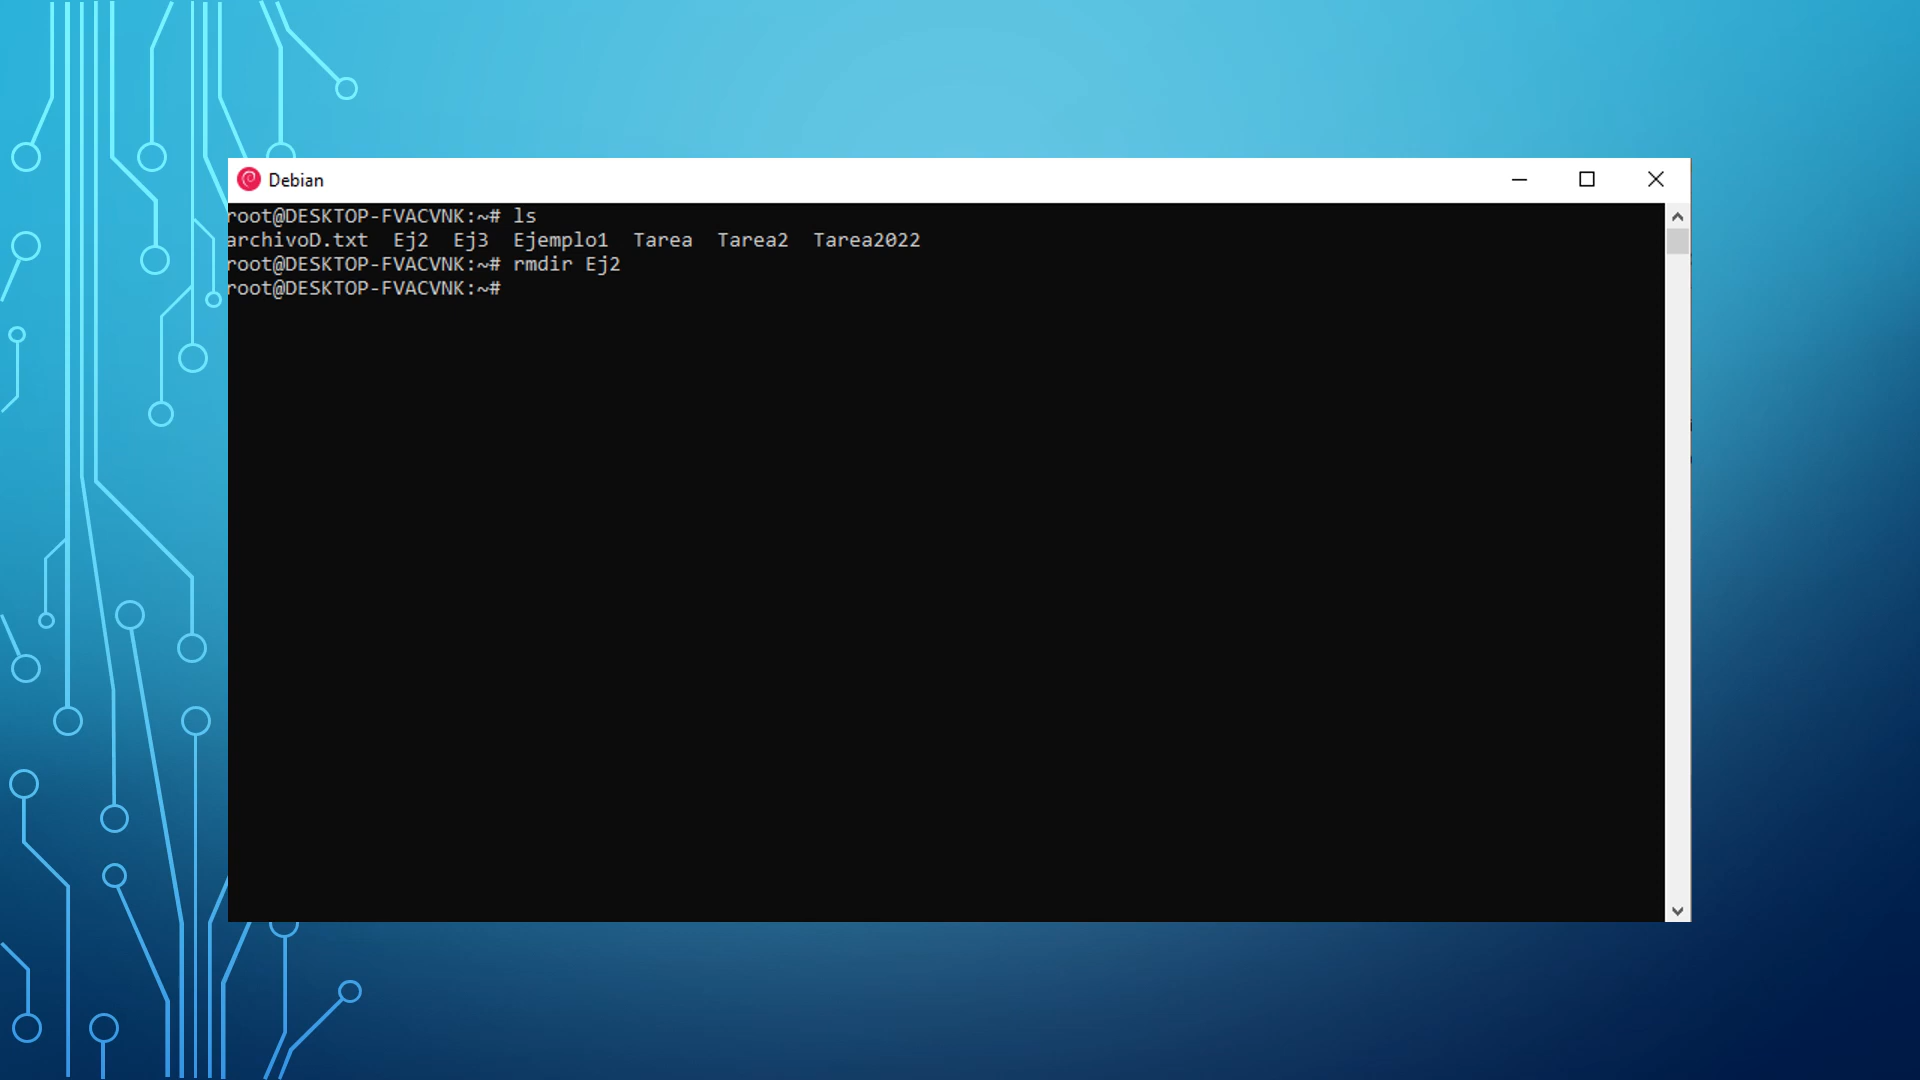 Debian
root@DESKTOP-FVACVNK:~# ls
archivoD.txt  Ej2  Ej3  Ejemplo1  Tarea  Tarea2  Tarea2022
root@DESKTOP-FVACVNK:~# rmdir Ej2
root@DESKTOP-FVACVNK:~#